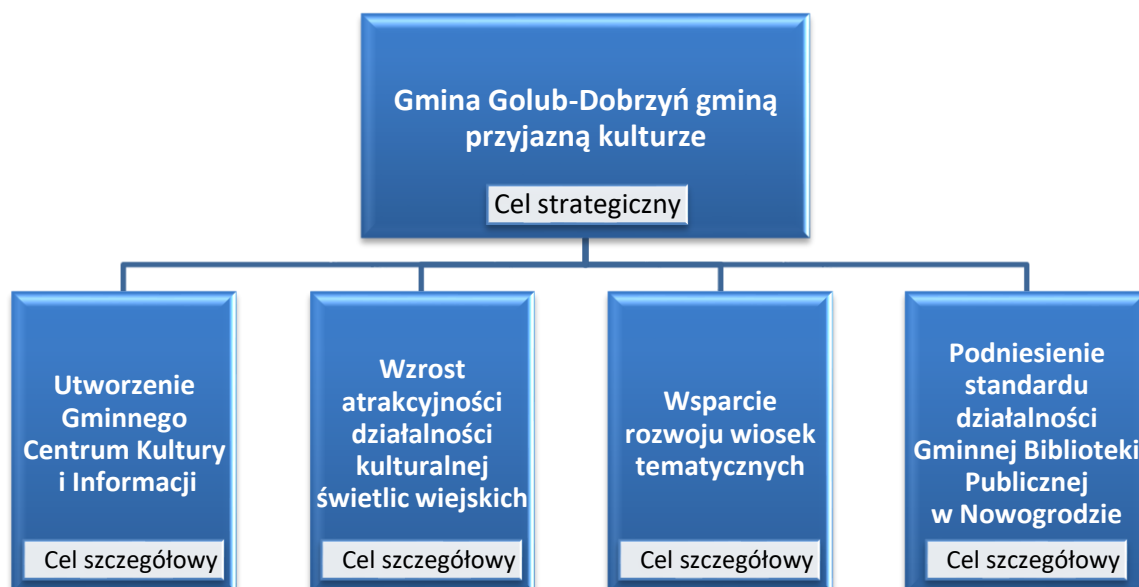 Gmina Golub-Dobrzyń gminą
przyjazną kulturze
Cel strategiczny
Utworzenie
Gminnego
Centrum Kultury
i Informacji
Cel szczegółowy
Wzrost
atrakcyjności
działalności
kulturalnej
świetlic wiejskich
Cel szczegółowy
Wsparcie
rozwoju wiosek
tematycznych
Cel szczegółowy
Podniesienie
standardu
działalności
Gminnej Biblioteki
Publicznej
w Nowogrodzie
Cel szczegółowy